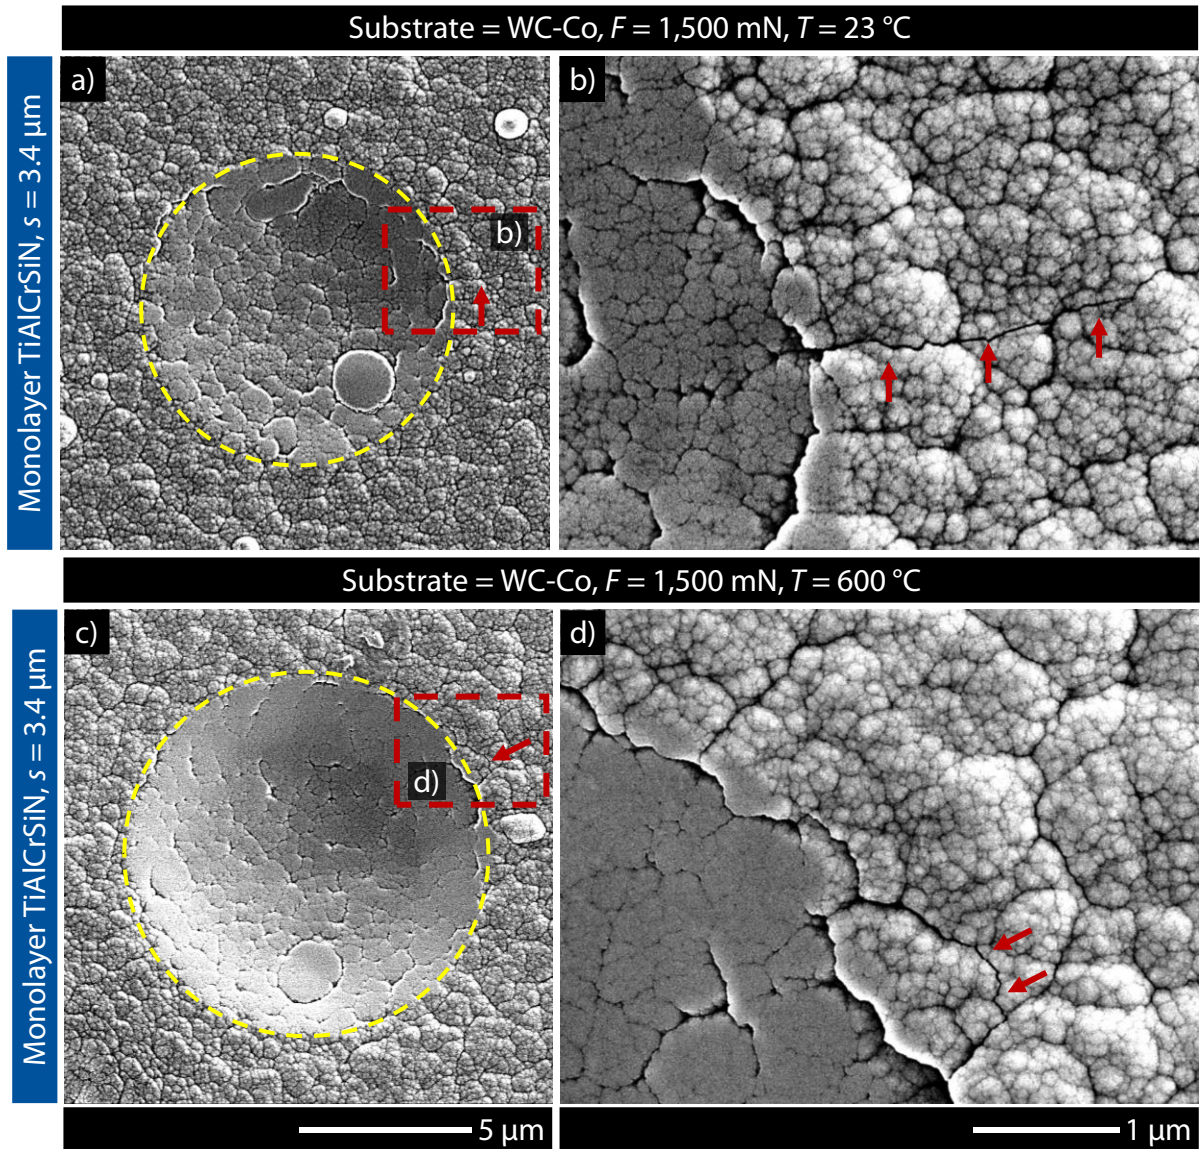 Substrate = WC-Co, F = 1,500 mN, T = 23 °C
Monolayer TiAlCrSiN, s = 3.4 µm
a)
b)
b)
Substrate = WC-Co, F = 1,500 mN, T = 600 °C
Monolayer TiAlCrSiN, s = 3.4 µm
c)
d)
d)
5 µm
1 µm